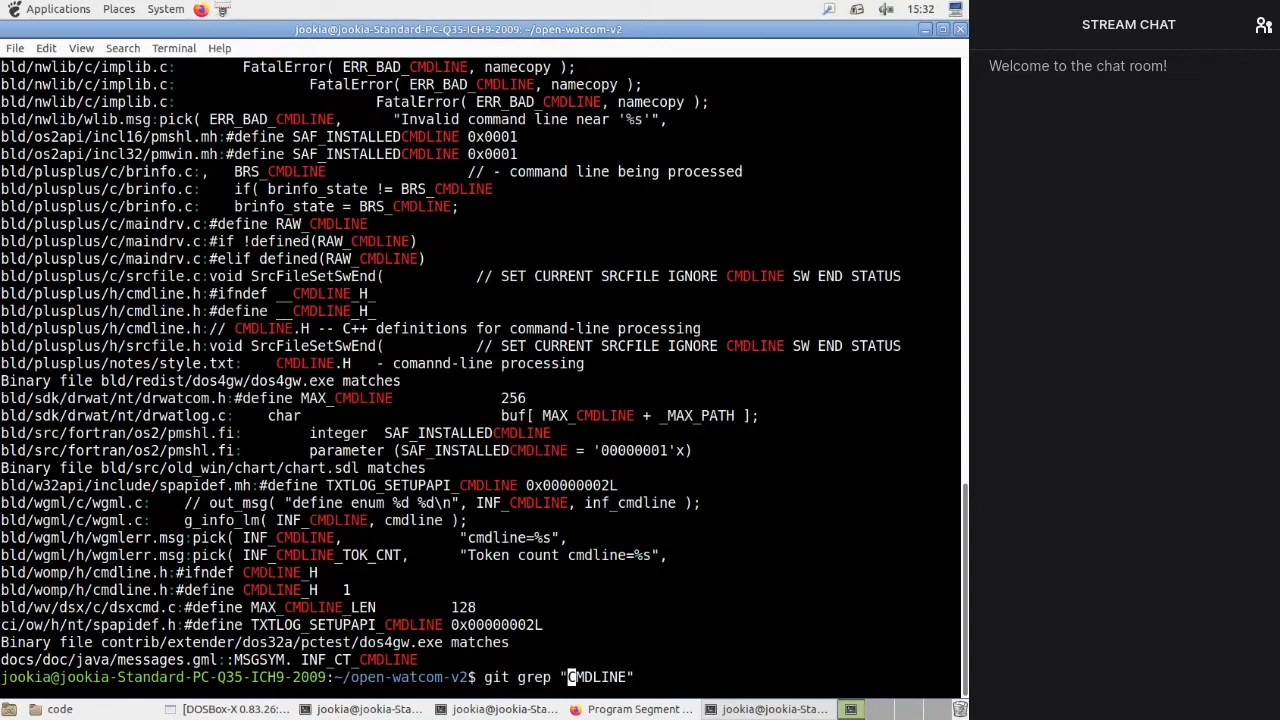 Applications Places System 15:32
jookia@jookia-Standard-PC-Q35-ICH9-2009: ~/open-watcom-v2
File Edit View Search Terminal Help
bld/nwlib/c/implib.c:        FatalError( ERR_BAD_CMDLINE, namecopy );
bld/nwlib/c/implib.c:                FatalError( ERR_BAD_CMDLINE, namecopy );
bld/nwlib/c/implib.c:                        FatalError( ERR_BAD_CMDLINE, namecopy );
bld/nwlib/wlib.msg:pick( ERR_BAD_CMDLINE,    "Invalid command line near '%s'",
bld/os2api/incl16/pmshl.mh:#define SAF_INSTALLEDCMDLINE 0x0001
bld/os2api/incl32/pmwin.mh:#define SAF_INSTALLEDCMDLINE 0x0001
bld/plusplus/c/brinfo.c:,   BRS_CMDLINE                 // - command line being processed
bld/plusplus/c/brinfo.c:    if( brinfo_state != BRS_CMDLINE
bld/plusplus/c/brinfo.c:    brinfo_state = BRS_CMDLINE;
bld/plusplus/c/maindrv.c:#define RAW_CMDLINE
bld/plusplus/c/maindrv.c:#if !defined(RAW_CMDLINE)
bld/plusplus/c/maindrv.c:#elif defined(RAW_CMDLINE)
bld/plusplus/c/srcfile.c:void SrcFileSetSwEnd(           // SET CURRENT SRCFILE IGNORE CMDLINE SW END STATUS
bld/plusplus/h/cmdline.h:#ifndef __CMDLINE_H_
bld/plusplus/h/cmdline.h:#define __CMDLINE_H_
bld/plusplus/h/cmdline.h:// CMDLINE.H -- C++ definitions for command-line processing
bld/plusplus/h/srcfile.h:void SrcFileSetSwEnd(           // SET CURRENT SRCFILE IGNORE CMDLINE SW END STATUS
bld/plusplus/notes/style.txt:    CMDLINE.H   - comannd-line processing
Binary file bld/redist/dos4gw/dos4gw.exe matches
bld/sdk/drwat/nt/drwatcom.h:#define MAX_CMDLINE             256
bld/sdk/drwat/nt/drwatlog.c:    char                        buf[ MAX_CMDLINE + _MAX_PATH ];
bld/src/fortran/os2/pmshl.fi:        integer  SAF_INSTALLEDCMDLINE
bld/src/fortran/os2/pmshl.fi:        parameter (SAF_INSTALLEDCMDLINE = '00000001'x)
Binary file bld/src/old_win/chart/chart.sdl matches
bld/w32api/include/spapidef.mh:#define TXTLOG_SETUPAPI_CMDLINE 0x00000002L
bld/wgml/c/wgml.c:    // out_msg( "define enum %d %d\n", INF_CMDLINE, inf_cmdline );
bld/wgml/c/wgml.c:    g_info_lm( INF_CMDLINE, cmdline );
bld/wgml/h/wgmlerr.msg:pick( INF_CMDLINE,             "cmdline=%s",
bld/wgml/h/wgmlerr.msg:pick( INF_CMDLINE_TOK_CNT,      "Token count cmdline=%s",
bld/womp/h/cmdline.h:#ifndef CMDLINE_H
bld/womp/h/cmdline.h:#define CMDLINE_H   1
bld/wv/dsx/c/dsxcmd.c:#define MAX_CMDLINE_LEN         128
ci/ow/h/nt/spapidef.h:#define TXTLOG_SETUPAPI_CMDLINE 0x00000002L
Binary file contrib/extender/dos32a/pctest/dos4gw.exe matches
docs/doc/java/messages.gml::MSGSYM. INF_CT_CMDLINE
jookia@jookia-Standard-PC-Q35-ICH9-2009:~/open-watcom-v2$ git grep "CMDLINE"
code [DOSBox-X 0.83.26:... jookia@jookia-Sta... jookia@jookia-Sta... Program Segment ... jookia@jookia-Sta...
STREAM CHAT
Welcome to the chat room!